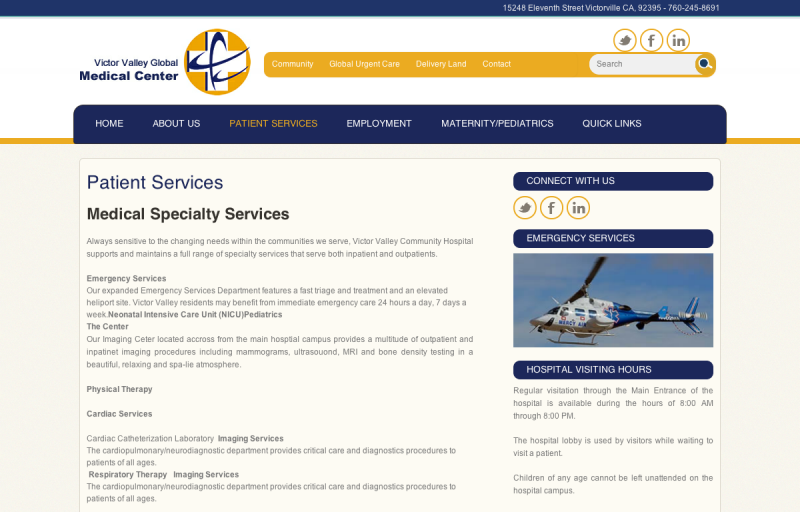 15248 Eleventh Street Victorville CA, 92395 - 760-245-8691
Victor Valley Global
Medical Center
Community Global Urgent Care Delivery Land Contact
Search
HOME ABOUT US PATIENT SERVICES EMPLOYMENT MATERNITY/PEDIATRICS QUICK LINKS
Patient Services
Medical Specialty Services
Always sensitive to the changing needs within the communities we serve, Victor Valley Community Hospital
supports and maintains a full range of specialty services that serve both inpatient and outpatients.
Emergency Services
Our expanded Emergency Services Department features a fast triage and treatment and an elevated
heliport site. Victor Valley residents may benefit from immediate emergency care 24 hours a day, 7 days a
week.Neonatal Intensive Care Unit (NICU)Pediatrics
The Center
Our Imaging Ceter located accross from the main hosptial campus provides a multitude of outpatient and
inpatinet imaging procedures including mammograms, ultrasouond, MRI and bone density testing in a
beautiful, relaxing and spa-lie atmosphere.
Physical Therapy
Cardiac Services
Cardiac Catheterization Laboratory Imaging Services
The cardiopulmonary/neurodiagnostic department provides critical care and diagnostics procedures to
patients of all ages.
Respiratory Therapy Imaging Services
The cardiopulmonary/neurodiagnostic department provides critical care and diagnostics procedures to
patients of all ages.
CONNECT WITH US
EMERGENCY SERVICES
MERCY AIR
HOSPITAL VISITING HOURS
Regular visitation through the Main Entrance of the
hospital is available during the hours of 8:00 AM
through 8:00 PM.
The hospital lobby is used by visitors while waiting to
visit a patient.
Children of any age cannot be left unattended on the
hospital campus.